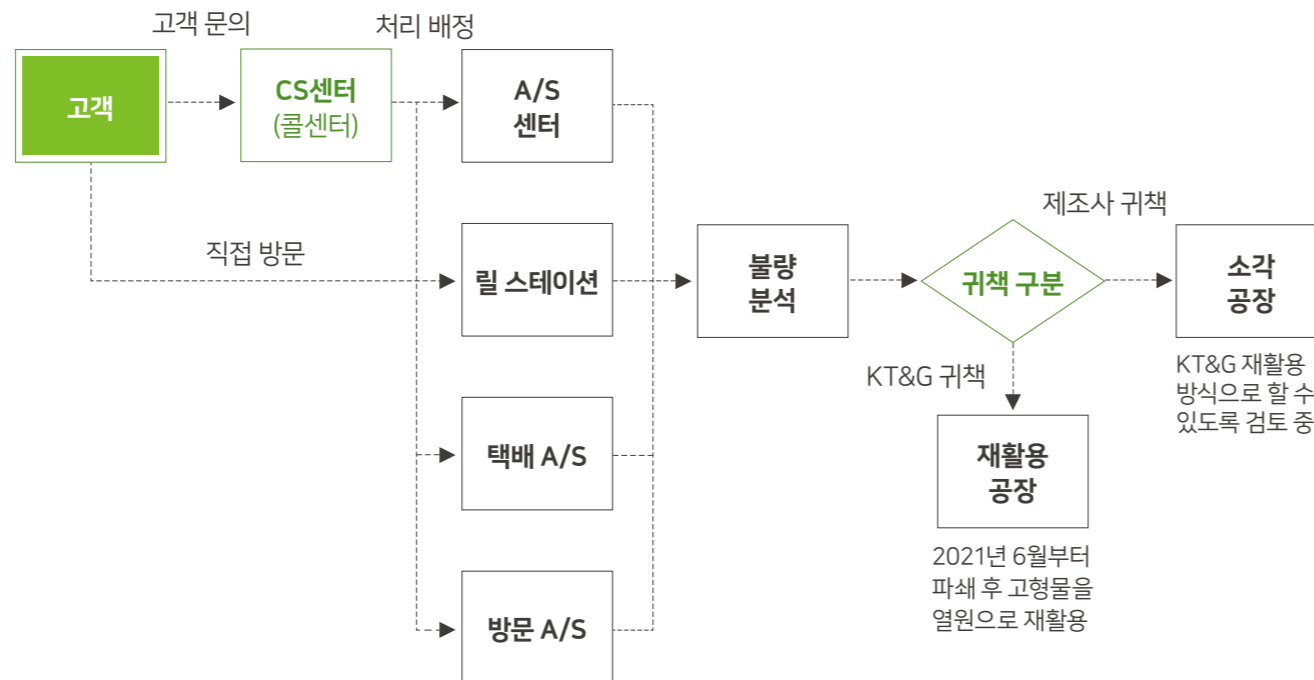 고객 문의
처리 배정
고객
CS센터
(콜센터)
A/S
센터
직접 방문
릴 스테이션
택배 A/S
방문 A/S
불량
분석
귀책 구분
제조사 귀책
소각
공장
KT&G 재활용
방식으로 할 수
있도록 검토 중
KT&G 귀책
재활용
공장
2021년 6월부터
파쇄 후 고형물을
열원으로 재활용